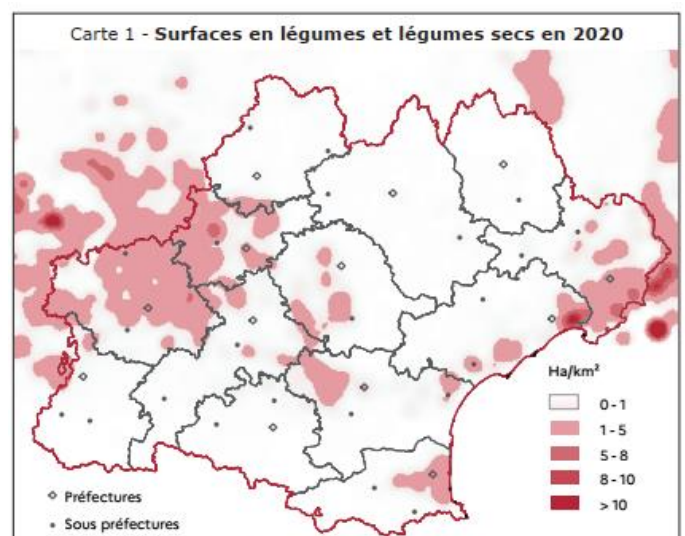 Carte 1 - Surfaces en légumes et légumes secs en 2020
Ha/km²
0 - 1
1 - 5
5 - 8
8 - 10
> 10
Préfectures
Sous préfectures